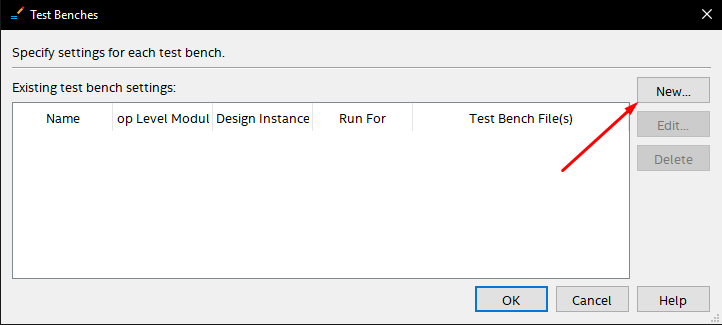 Test Benches
Specify settings for each test bench.
Existing test bench settings:
New...
Name op Level Modul Design Instance Run For Test Bench File(s)
Edit...
Delete
OK Cancel Help